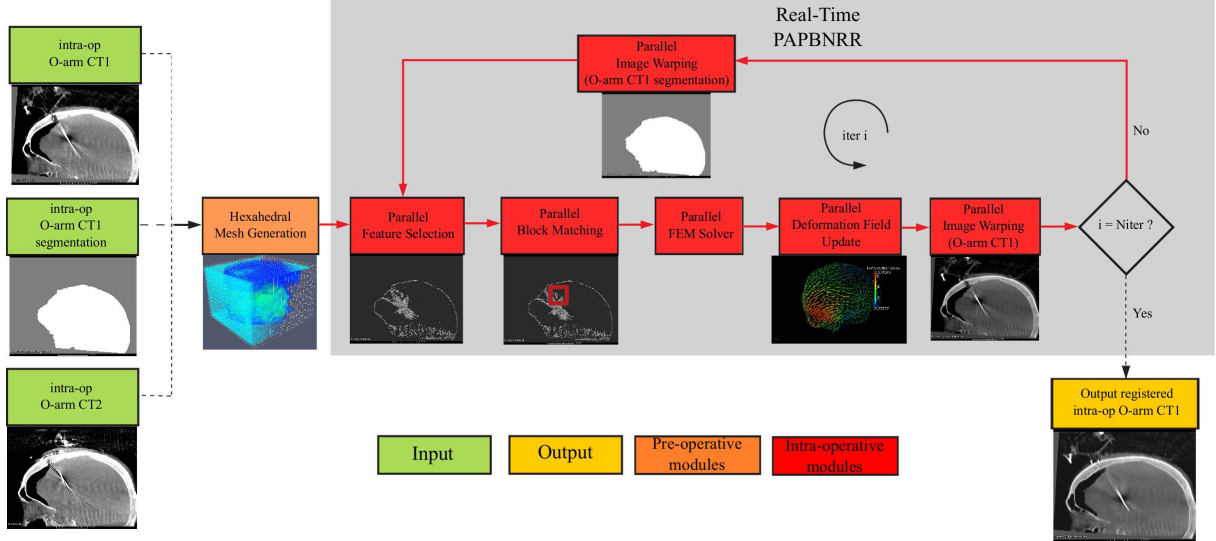 Real-Time
PAPBNRR
intra-op
O-arm CT1
Parallel
Image Warping
(O-arm CT1 segmentation)
iter i
No
intra-op
O-arm CT1
segmentation
Hexahedral
Mesh Generation
Parallel
Feature Selection
Parallel
Block Matching
Parallel
FEM Solver
Parallel
Deformation Field
Update
Parallel
Image Warping
(O-arm CT1)
i = Niter ?
Yes
intra-op
O-arm CT2
Output registered
intra-op O-arm CT1
Input
Output
Pre-operative
modules
Intra-operative
modules